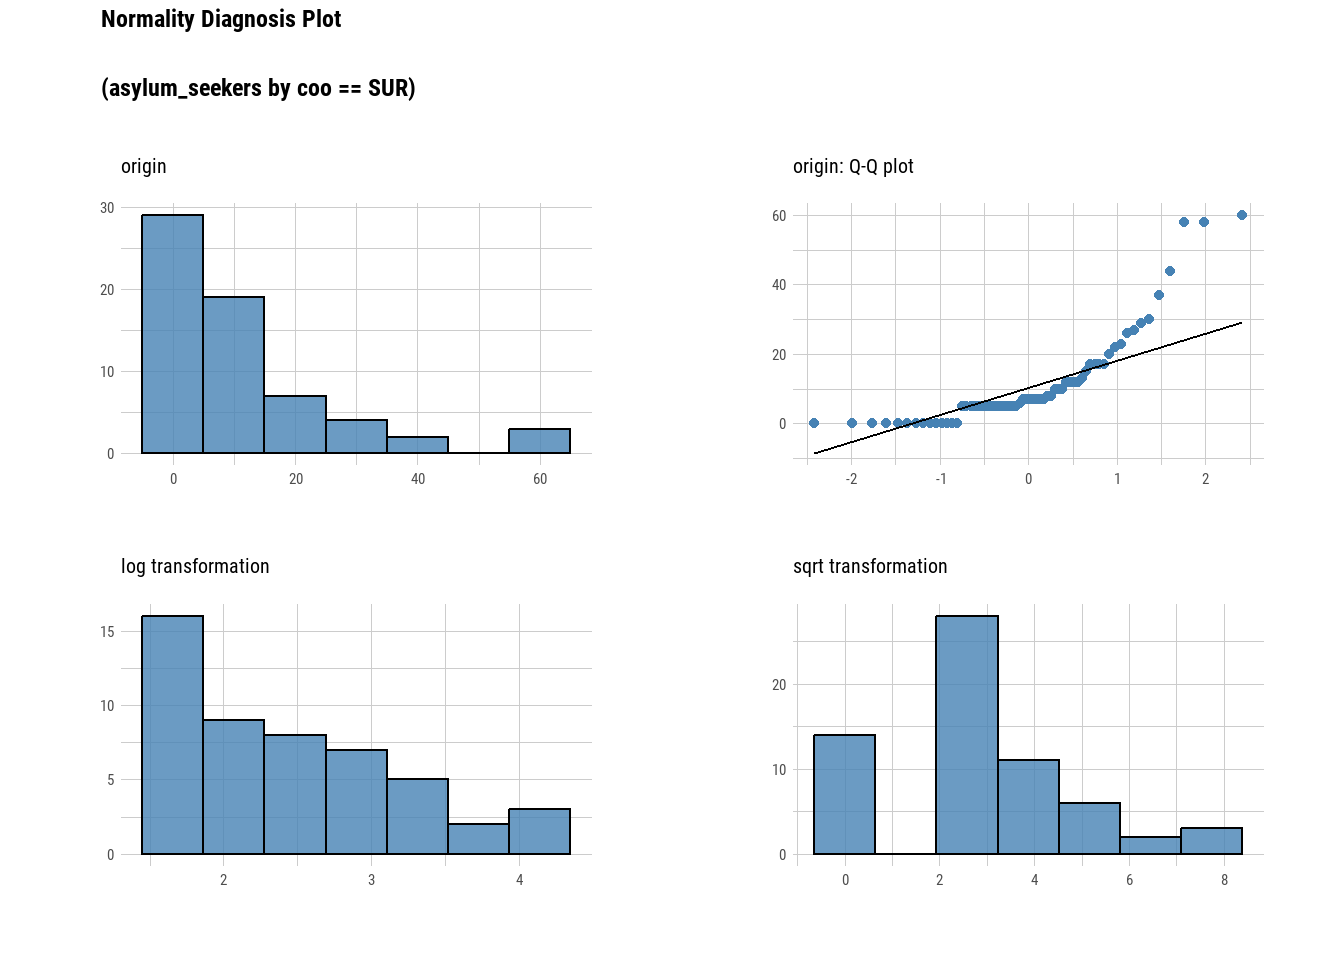 Normality Diagnosis Plot
(asylum_seekers by coo == SUR)
origin
30
20
10
0
0 20 40 60
origin: Q-Q plot
60
40
20
0
-2 -1 0 1 2
log transformation
15
10
5
0
2 3 4
sqrt transformation
20
10
0
0 2 4 6 8